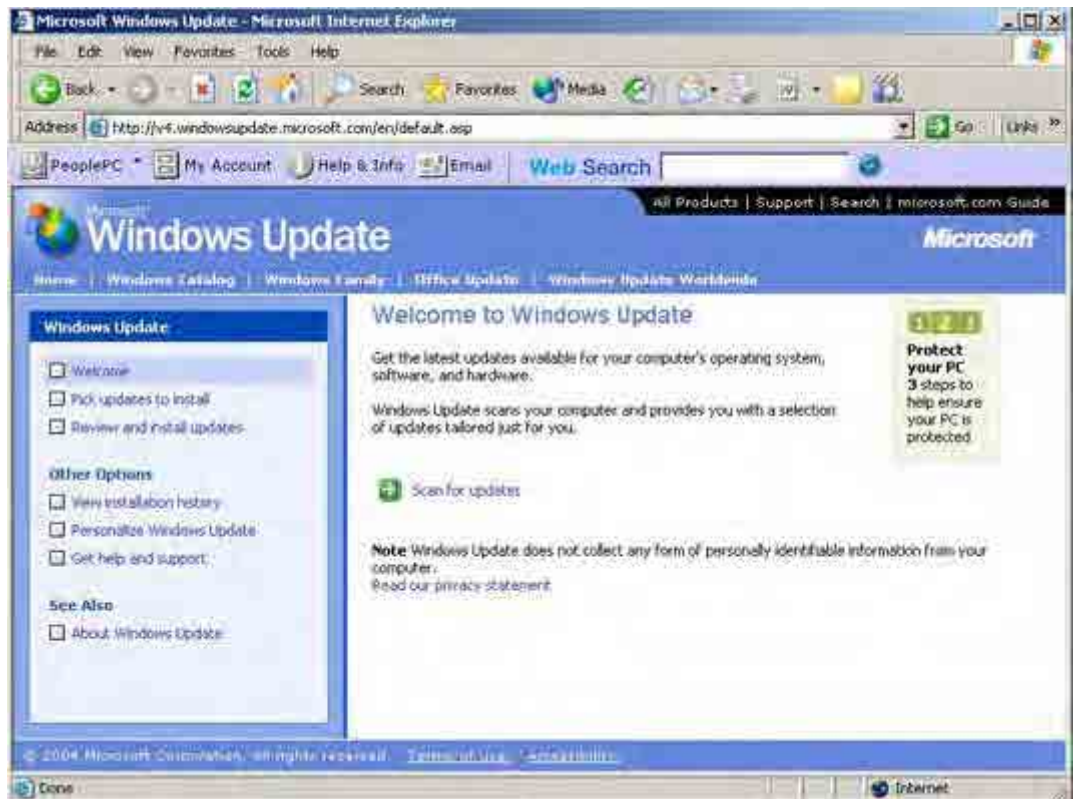 Microsoft Windows Update - Microsoft Internet Explorer
File Edit View Favorites Tools Help
Back Search Favorites Media
Address http://v4.windowsupdate.microsoft.com/en/default.asp Go Links »
PeoplePC My Account Help & Info Email Web Search
All Products | Support | Search | microsoft.com Guide
Microsoft
Windows Update
Microsoft
Home | Windows Catalog | Windows Family | Office Update | Windows Update Worldwide
Windows Update
Welcome
Pick updates to install
Review and install updates
Other Options
View installation history
Personalize Windows Update
Get help and support
See Also
About Windows Update
Welcome to Windows Update
Get the latest updates available for your computer's operating system,
software, and hardware.
Windows Update scans your computer and provides you with a selection
of updates tailored just for you.
Scan for updates
Note Windows Update does not collect any form of personally identifiable information from your
computer.
Read our privacy statement
1 2 3
Protect
your PC
3 steps to
help ensure
your PC is
protected
© 2004 Microsoft Corporation. All rights reserved. Terms of Use Accessibility
Done Internet